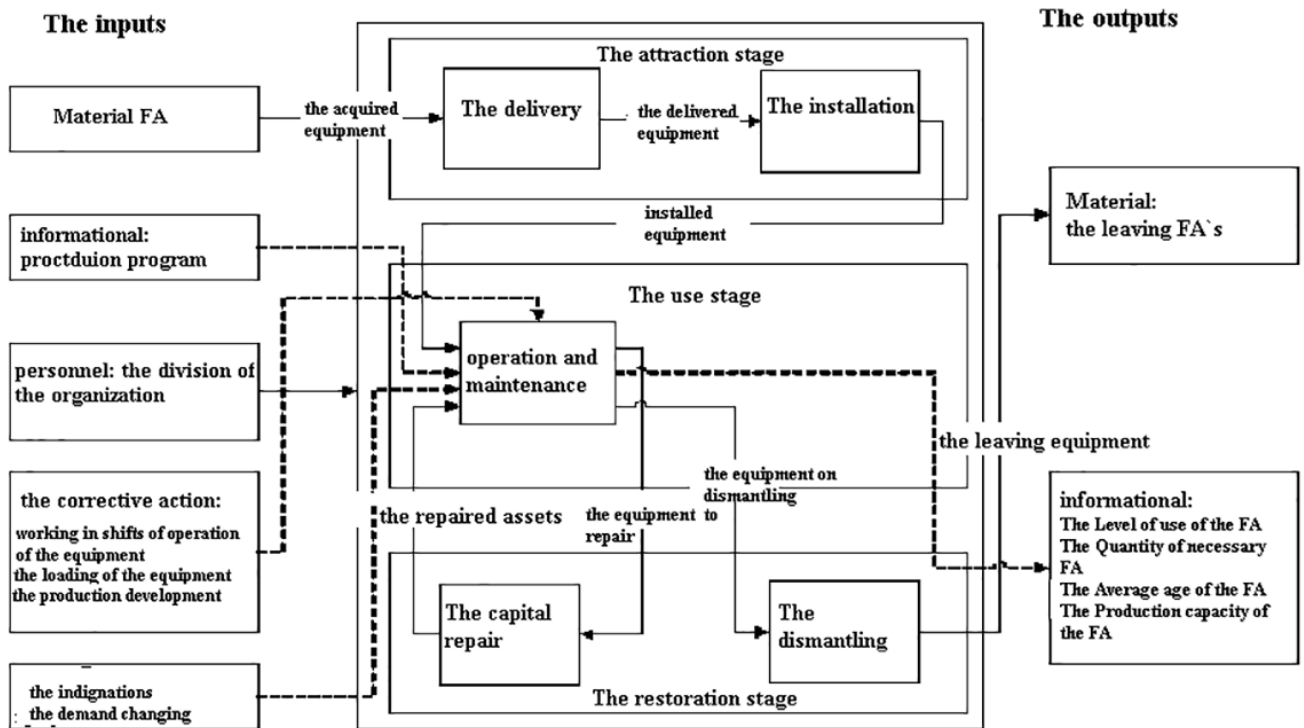 The inputs
The outputs
The attraction stage
Material FA
the acquired
equipment
The delivery
the delivered
equipment
The installation
installed
equipment
Material:
the leaving FA`s
informational:
proctduion program
The use stage
operation and
maintenance
personnel: the division of
the organization
the leaving equipment
the equipment on
dismantling
the corrective action:
working in shifts of operation
of the equipment
the loading of the equipment
the production development
the repaired assets
the equipment to
repair
informational:
The Level of use of the FA
The Quantity of necessary
FA
The Average age of the FA
The Production capacity of
the FA
The capital
repair
The
dismantling
The restoration stage
the indignations
the demand changing